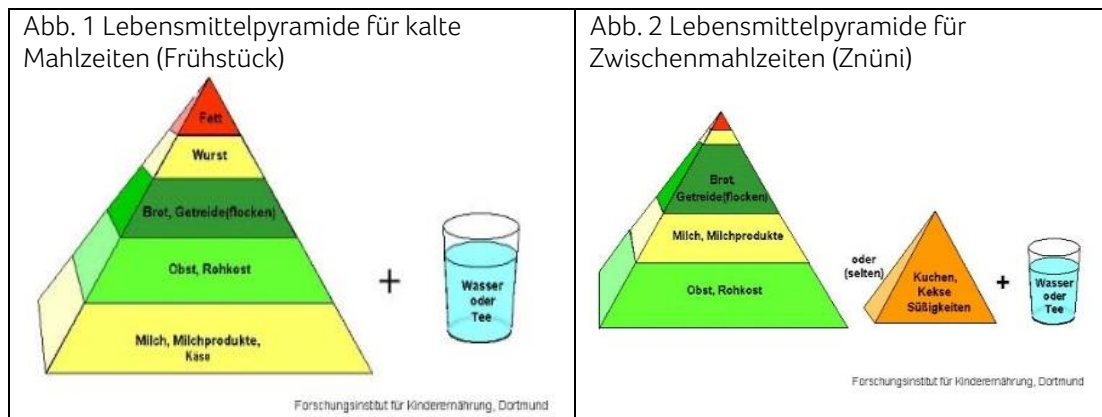 Abb. 1 Lebensmittelpyramide für kalte
Mahlzeiten (Frühstück)
Fett
Wurst
Brot, Getreide(flocken)
Obst, Rohkost
Milch, Milchprodukte,
Käse
+
Wasser
oder
Tee
Forschungsinstitut für Kinderernährung, Dortmund
Abb. 2 Lebensmittelpyramide für
Zwischenmahlzeiten (Znüni)
Brot,
Getreide(flocken)
Milch, Milchprodukte
Obst, Rohkost
oder
(selten)
Kuchen,
Kekse
Süßigkeiten
+
Wasser
oder
Tee
Forschungsinstitut für Kinderernährung, Dortmund